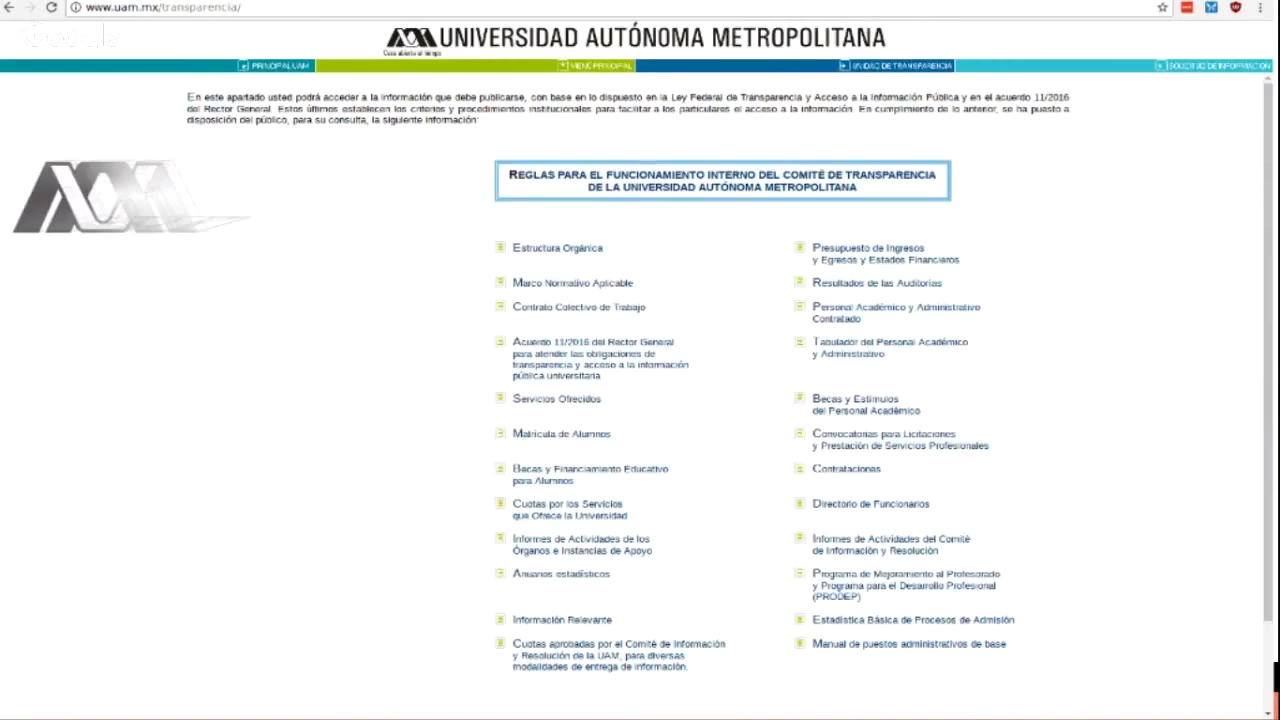 www.uam.mx/transparencia/
Google
UNIVERSIDAD AUTÓNOMA METROPOLITANA
Casa abierta al tiempo
PRINCIPAL UAM
MENÚ PRINCIPAL
UNIDAD DE TRANSPARENCIA
SOLICITUD DE INFORMACIÓN
En este apartado usted podrá acceder a la información que debe publicarse, con base en lo dispuesto en la Ley Federal de Transparencia y Acceso a la Información Pública y en el acuerdo 11/2016
del Rector General. Estos últimos establecen los criterios y procedimientos institucionales para facilitar a los particulares el acceso a la información. En cumplimiento de lo anterior, se ha puesto a
disposición del público, para su consulta, la siguiente información:
REGLAS PARA EL FUNCIONAMIENTO INTERNO DEL COMITÉ DE TRANSPARENCIA
DE LA UNIVERSIDAD AUTÓNOMA METROPOLITANA
Estructura Orgánica
Marco Normativo Aplicable
Contrato Colectivo de Trabajo
Acuerdo 11/2016 del Rector General
para atender las obligaciones de
transparencia y acceso a la información
pública universitaria
Servicios Ofrecidos
Matrícula de Alumnos
Becas y Financiamiento Educativo
para Alumnos
Cuotas por los Servicios
que Ofrece la Universidad
Informes de Actividades de los
Órganos e Instancias de Apoyo
Anuarios estadísticos
Información Relevante
Cuotas aprobadas por el Comité de Información
y Resolución de la UAM, para diversas
modalidades de entrega de información.
Presupuesto de Ingresos
y Egresos y Estados Financieros
Resultados de las Auditorías
Personal Académico y Administrativo
Contratado
Tabulador del Personal Académico
y Administrativo
Becas y Estímulos
del Personal Académico
Convocatorias para Licitaciones
y Prestación de Servicios Profesionales
Contrataciones
Directorio de Funcionarios
Informes de Actividades del Comité
de Información y Resolución
Programa de Mejoramiento al Profesorado
y Programa para el Desarrollo Profesional
(PRODEP)
Estadística Básica de Procesos de Admisión
Manual de puestos administrativos de base